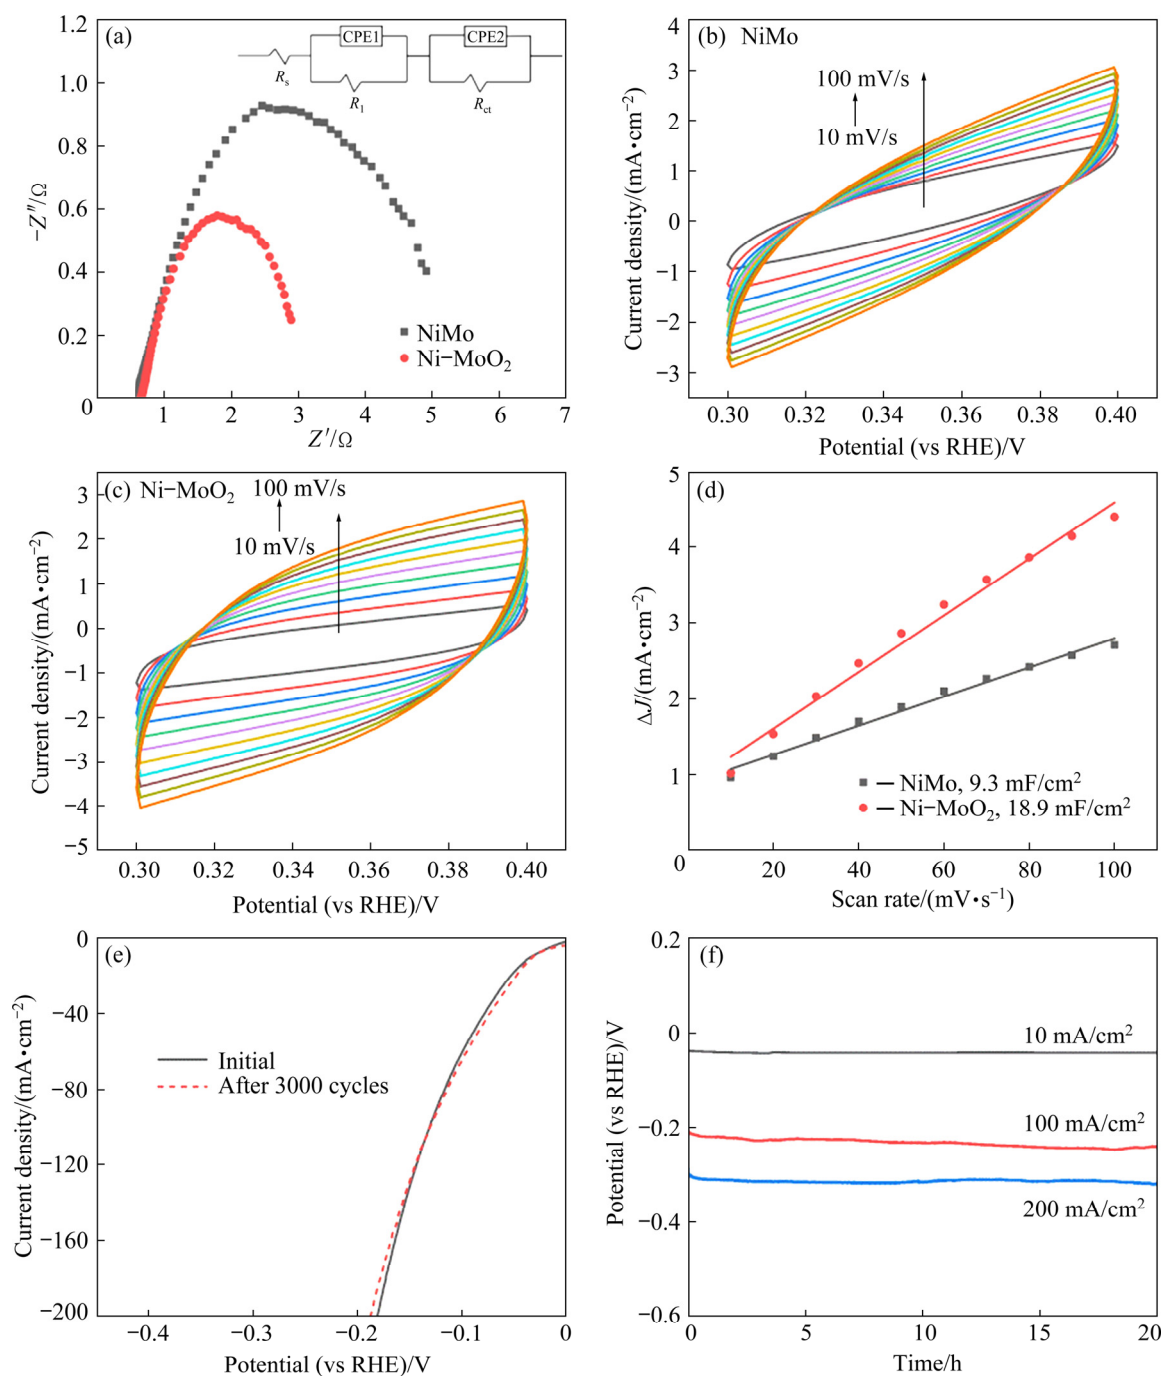 (a)
1.2
1.0
0.8
0.6
0.4
0.2
0
−Z″/Ω
CPE1
CPE2
Rs
R1
Rct
NiMo
Ni−MoO2
1 2 3 4 5 6 7
Z′/Ω
(b) NiMo
4
3
2
1
0
−1
−2
−3
Current density/(mA•cm−2)
100 mV/s
10 mV/s
0.30 0.32 0.34 0.36 0.38 0.40
Potential (vs RHE)/V
(c) Ni−MoO2
3
2
1
0
−1
−2
−3
−4
−5
Current density/(mA•cm−2)
100 mV/s
10 mV/s
0.30 0.32 0.34 0.36 0.38 0.40
Potential (vs RHE)/V
(d)
5
4
3
2
1
0
ΔJ/(mA•cm−2)
NiMo, 9.3 mF/cm2
Ni−MoO2, 18.9 mF/cm2
20 40 60 80 100
Scan rate/(mV•s−1)
(e)
0
−40
−80
−120
−160
−200
Current density/(mA•cm−2)
Initial
After 3000 cycles
−0.4 −0.3 −0.2 −0.1 0
Potential (vs RHE)/V
(f)
0.2
0
−0.2
−0.4
−0.6
Potential (vs RHE)/V
10 mA/cm2
100 mA/cm2
200 mA/cm2
0 5 10 15 20
Time/h